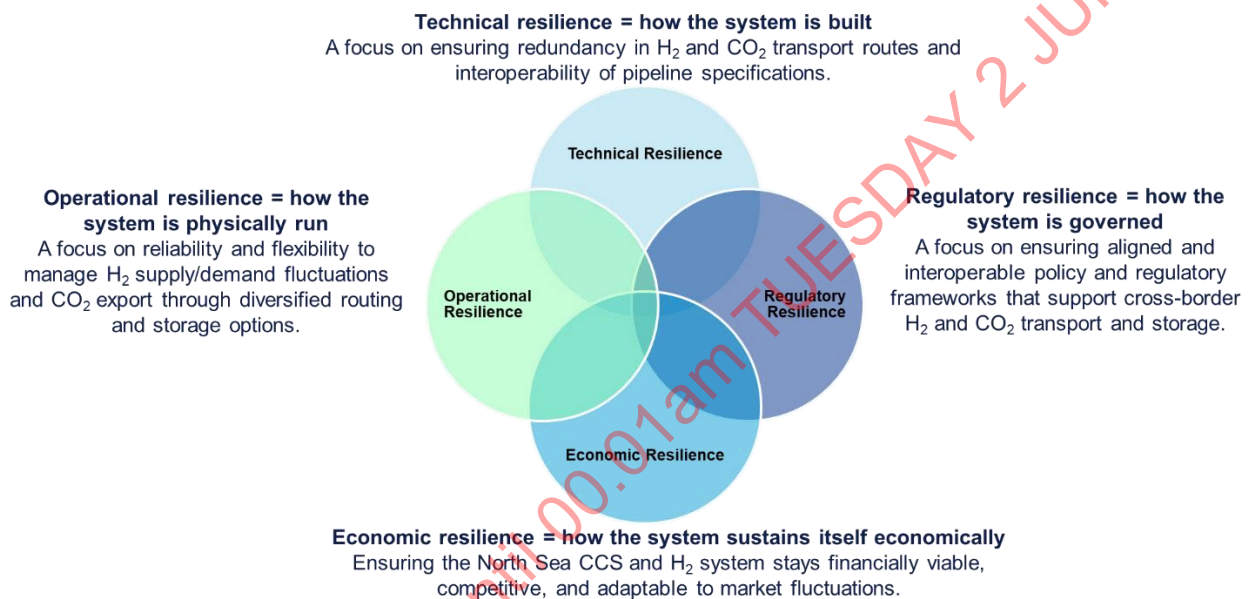 Technical resilience = how the system is built
A focus on ensuring redundancy in H₂ and CO₂ transport routes and
interoperability of pipeline specifications.
Technical Resilience
Operational resilience = how the
system is physically run
A focus on reliability and flexibility to
manage H₂ supply/demand fluctuations
and CO₂ export through diversified routing
and storage options.
Operational
Resilience
Regulatory
Resilience
Regulatory resilience = how the
system is governed
A focus on ensuring aligned and
interoperable policy and regulatory
frameworks that support cross-border
H₂ and CO₂ transport and storage.
Economic Resilience
Economic resilience = how the system sustains itself economically
Ensuring the North Sea CCS and H₂ system stays financially viable,
competitive, and adaptable to market fluctuations.
00.01am TUESDAY 2